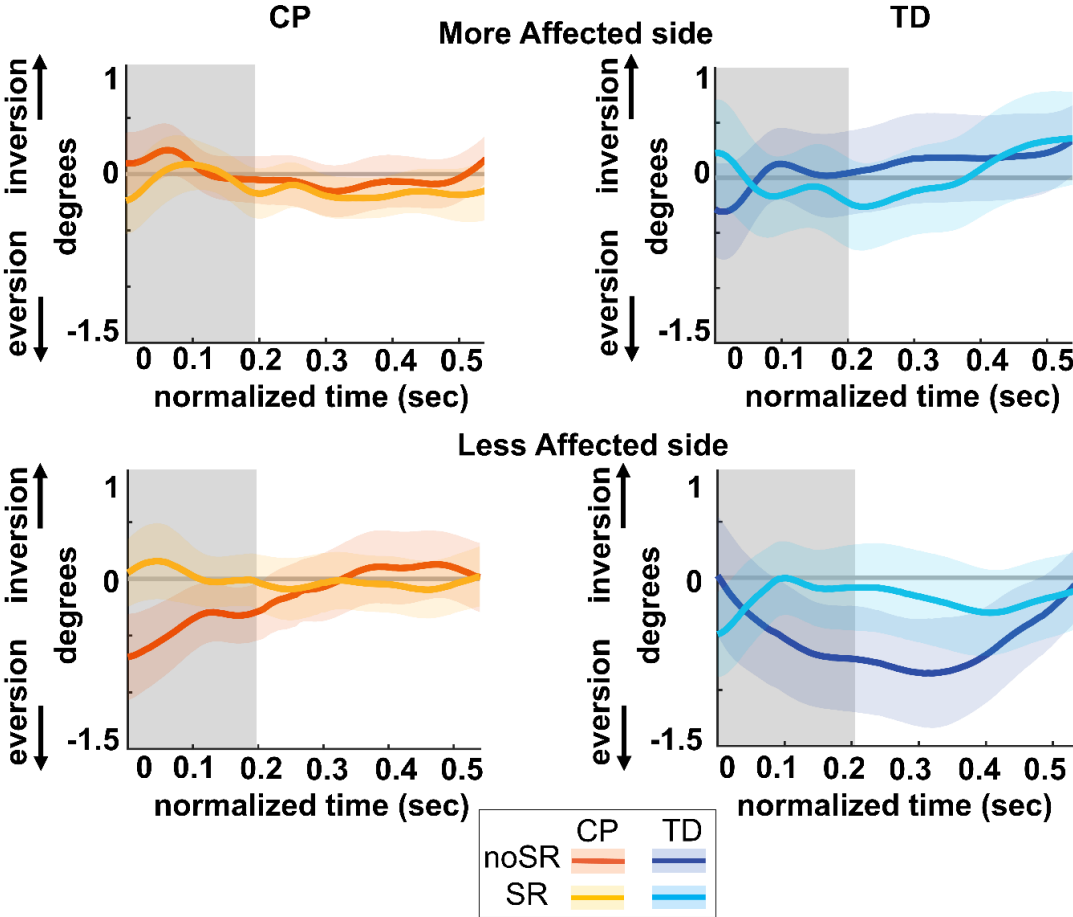 CP
TD
More Affected side
inversion
eversion
degrees
1
0
-1.5
0 0.1 0.2 0.3 0.4 0.5
normalized time (sec)
inversion
eversion
degrees
1
0
-1.5
0 0.1 0.2 0.3 0.4 0.5
normalized time (sec)
Less Affected side
inversion
eversion
degrees
1
0
-1.5
0 0.1 0.2 0.3 0.4 0.5
normalized time (sec)
inversion
eversion
degrees
1
0
-1.5
0 0.1 0.2 0.3 0.4 0.5
normalized time (sec)
CP TD
noSR
SR